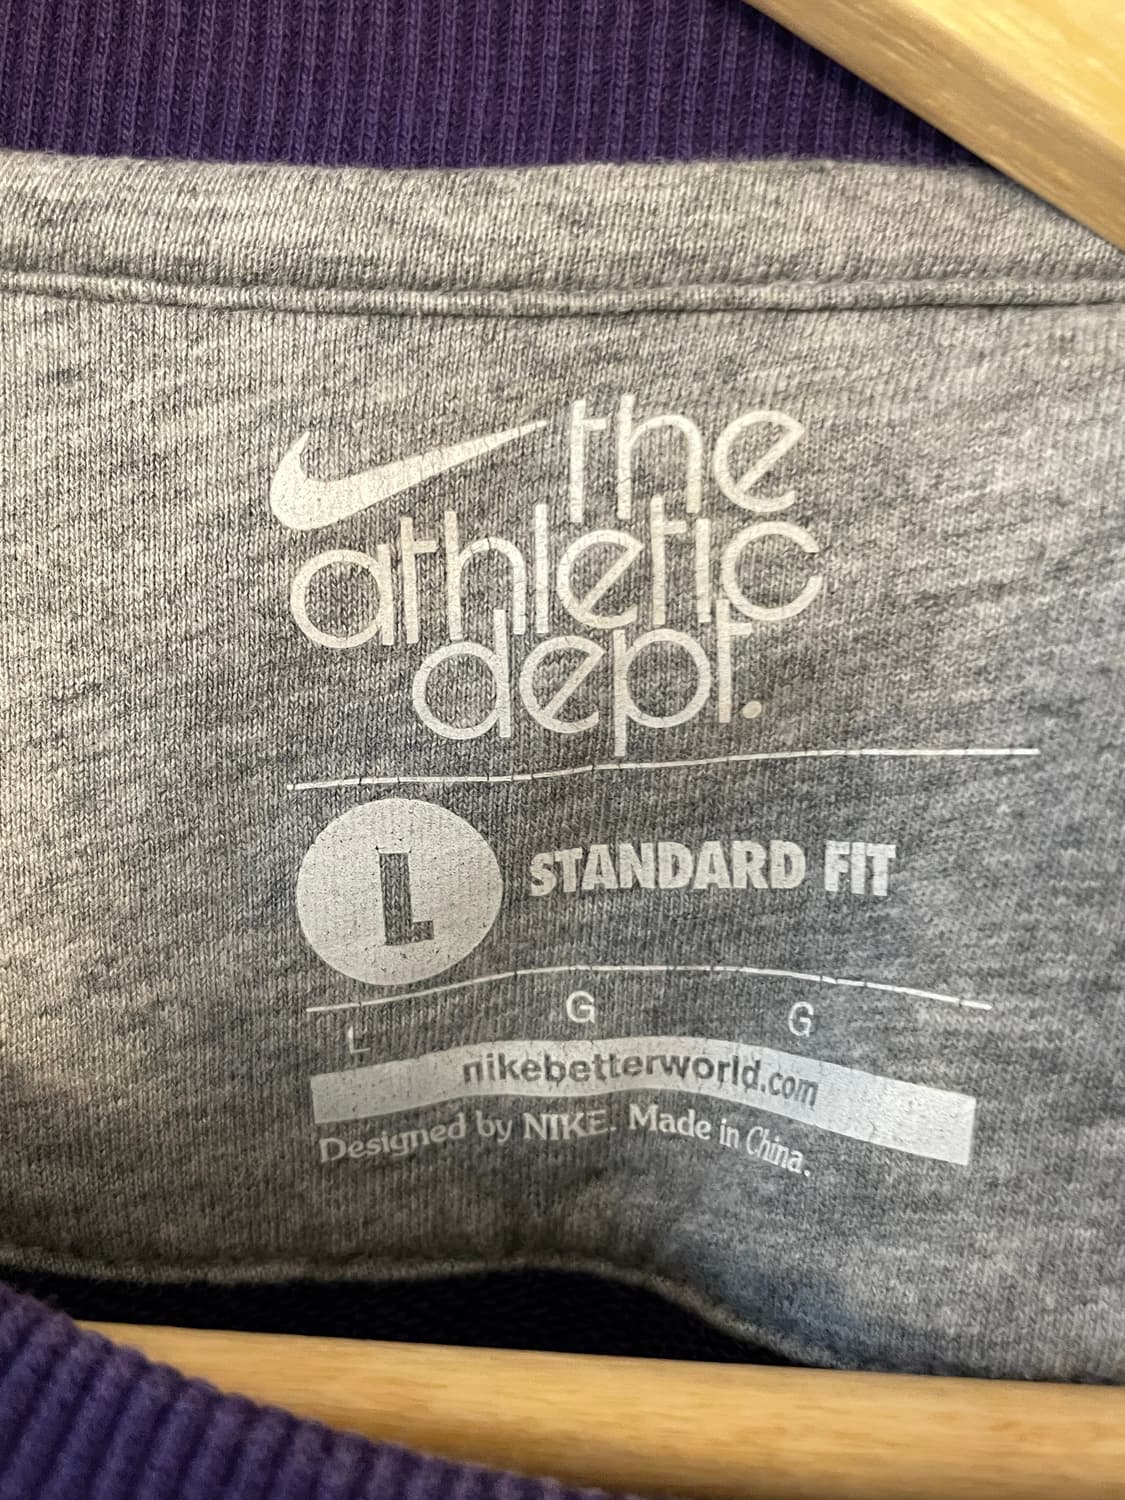 the
athletic
dept.
L STANDARD FIT
L G G
nikebetterworld.com
Designed by NIKE. Made in China.